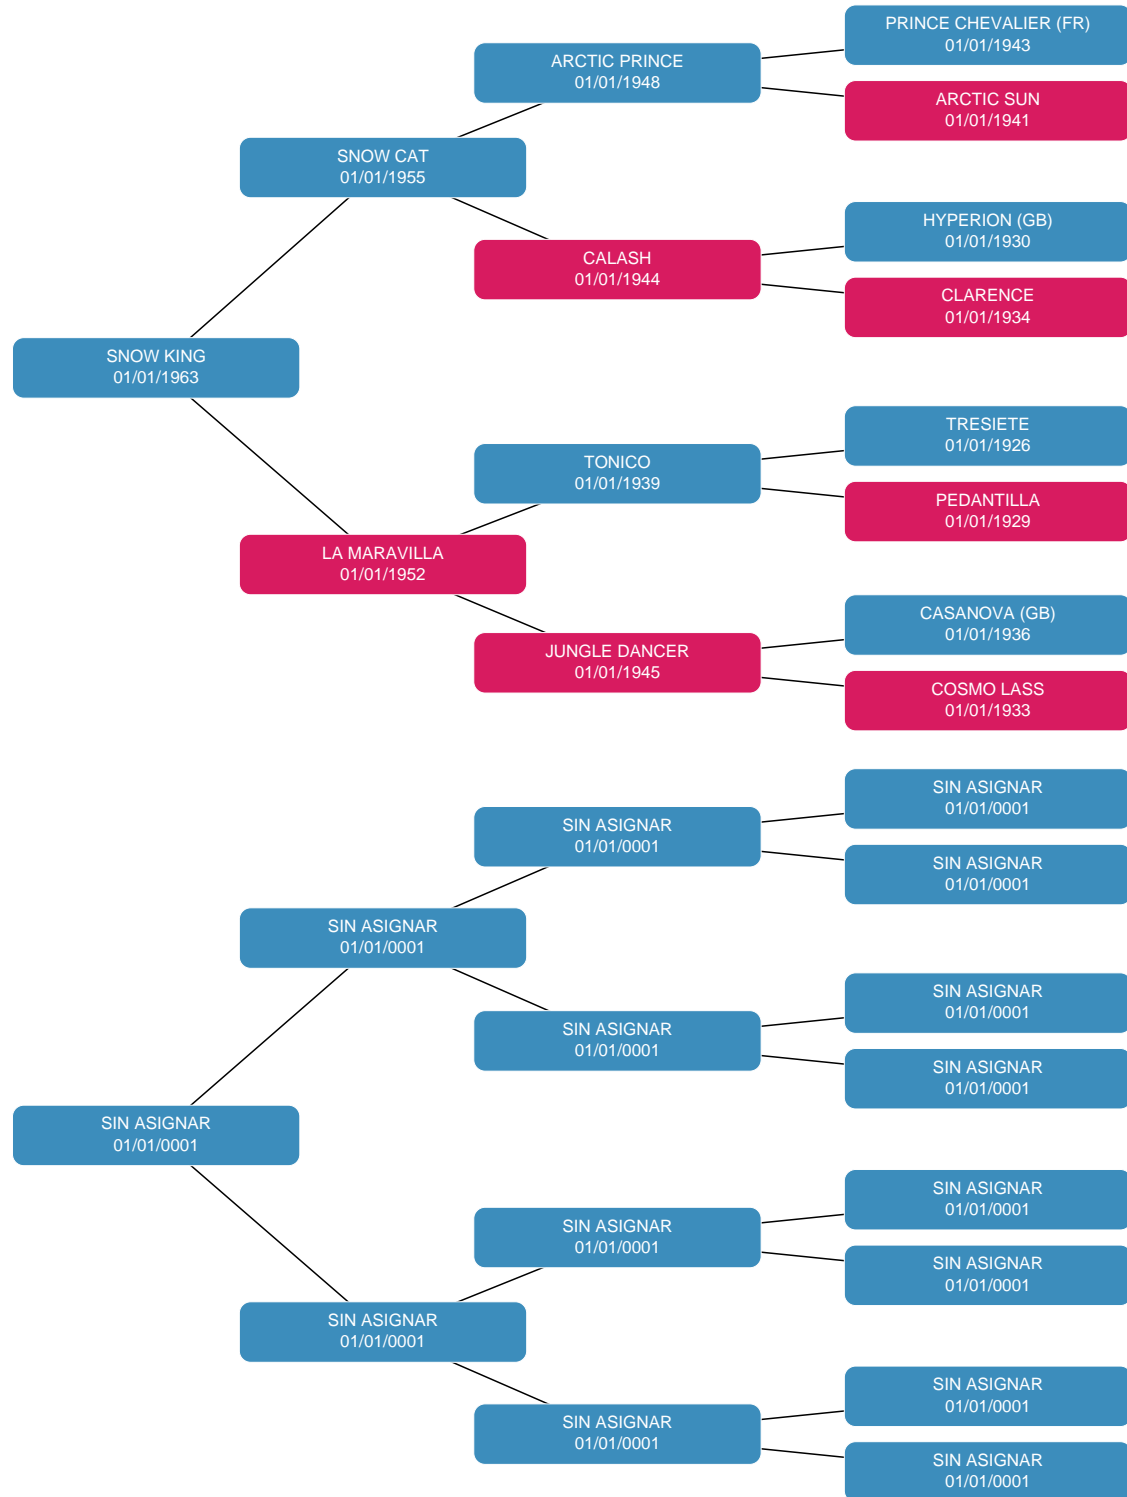 PRINCE CHEVALIER (FR)
01/01/1943
ARCTIC PRINCE
01/01/1948
ARCTIC SUN
01/01/1941
SNOW CAT
01/01/1955
HYPERION (GB)
01/01/1930
CALASH
01/01/1944
CLARENCE
01/01/1934
SNOW KING
01/01/1963
TRESIETE
01/01/1926
TONICO
01/01/1939
PEDANTILLA
01/01/1929
LA MARAVILLA
01/01/1952
CASANOVA (GB)
01/01/1936
JUNGLE DANCER
01/01/1945
COSMO LASS
01/01/1933
SIN ASIGNAR
01/01/0001
SIN ASIGNAR
01/01/0001
SIN ASIGNAR
01/01/0001
SIN ASIGNAR
01/01/0001
SIN ASIGNAR
01/01/0001
SIN ASIGNAR
01/01/0001
SIN ASIGNAR
01/01/0001
SIN ASIGNAR
01/01/0001
SIN ASIGNAR
01/01/0001
SIN ASIGNAR
01/01/0001
SIN ASIGNAR
01/01/0001
SIN ASIGNAR
01/01/0001
SIN ASIGNAR
01/01/0001
SIN ASIGNAR
01/01/0001
SIN ASIGNAR
01/01/0001